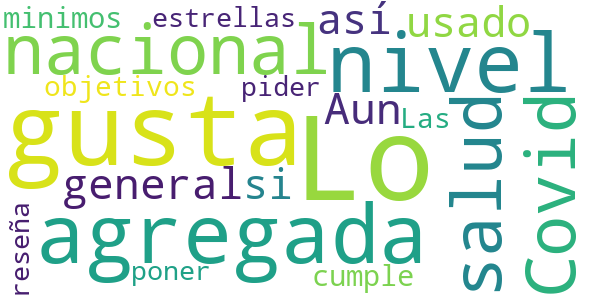 minimos estrellas así usado
nacional nivel
objetivos pider
gusta Lo Aun Las
salud Covid
general si
agregada
reseña
poner cumple